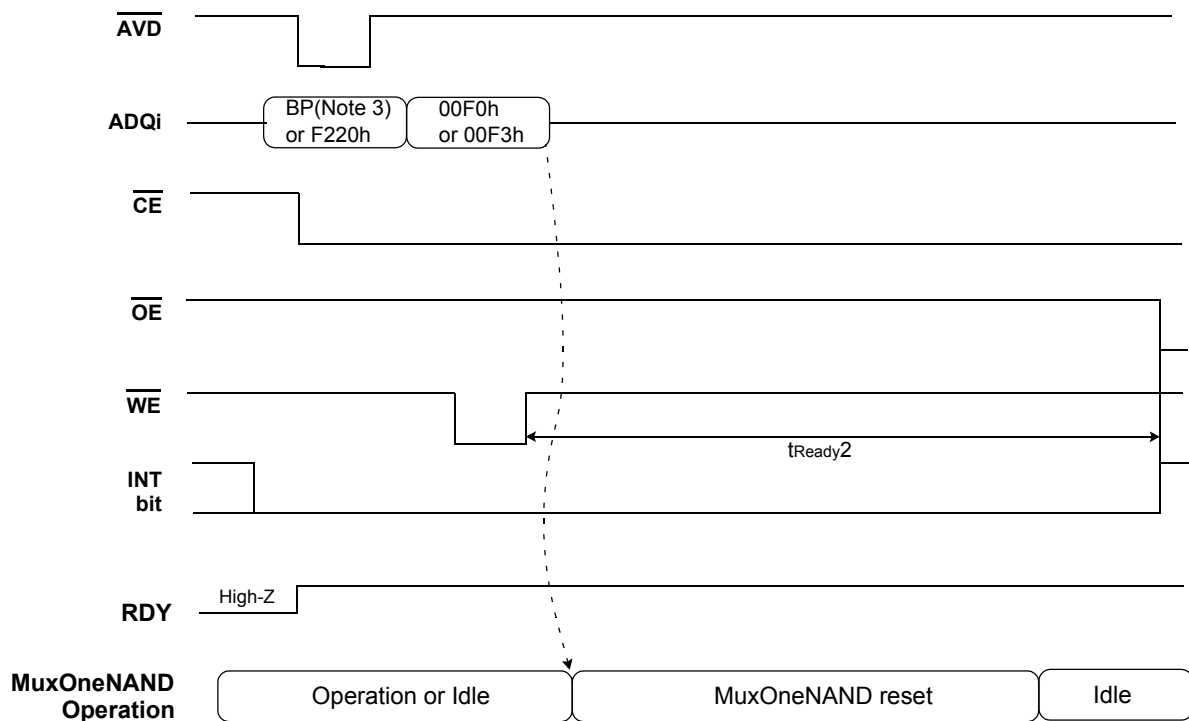 AVD
ADQi
BP(Note 3)
or F220h
00F0h
or 00F3h
CE
OE
WE
tReady2
INT
bit
High-Z
RDY
MuxOneNAND
Operation
Operation or Idle
MuxOneNAND reset
Idle